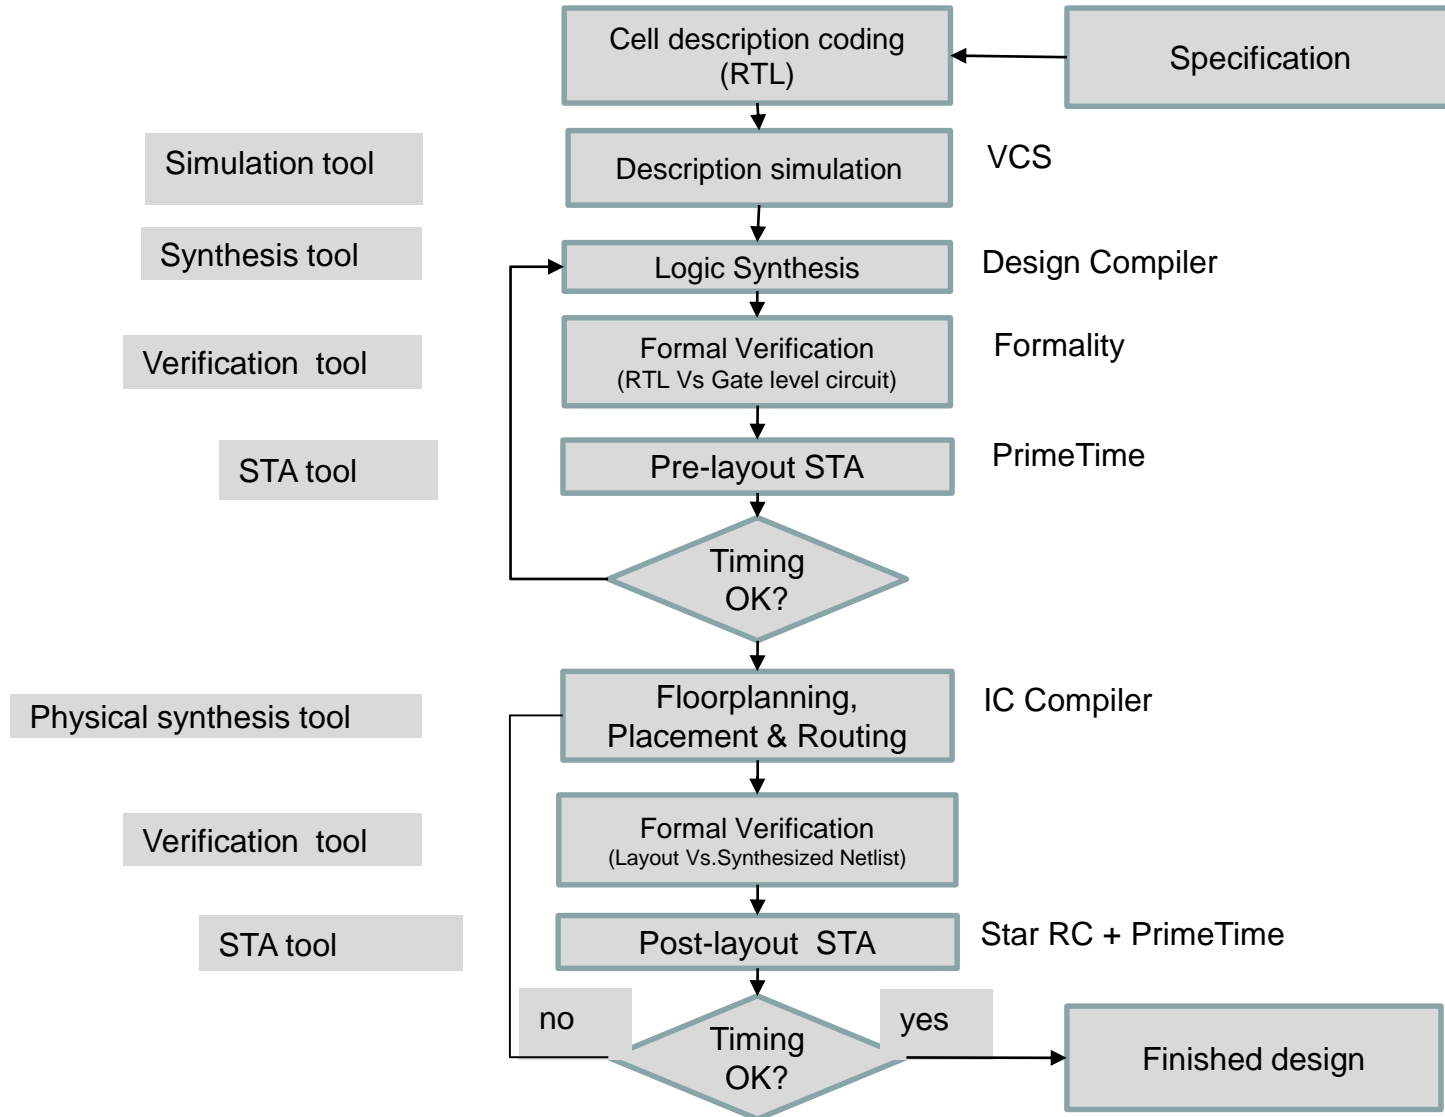 Cell description coding
(RTL)
Specification
Simulation tool
Description simulation
VCS
Synthesis tool
Logic Synthesis
Design Compiler
Verification  tool
Formal Verification
(RTL Vs Gate level circuit)
Formality
STA tool
Pre-layout STA
PrimeTime
Timing
OK?
Physical synthesis tool
Floorplanning,
Placement & Routing
IC Compiler
Verification  tool
Formal Verification
(Layout Vs.Synthesized Netlist)
STA tool
Post-layout  STA
Star RC + PrimeTime
no
Timing
OK?
yes
Finished design